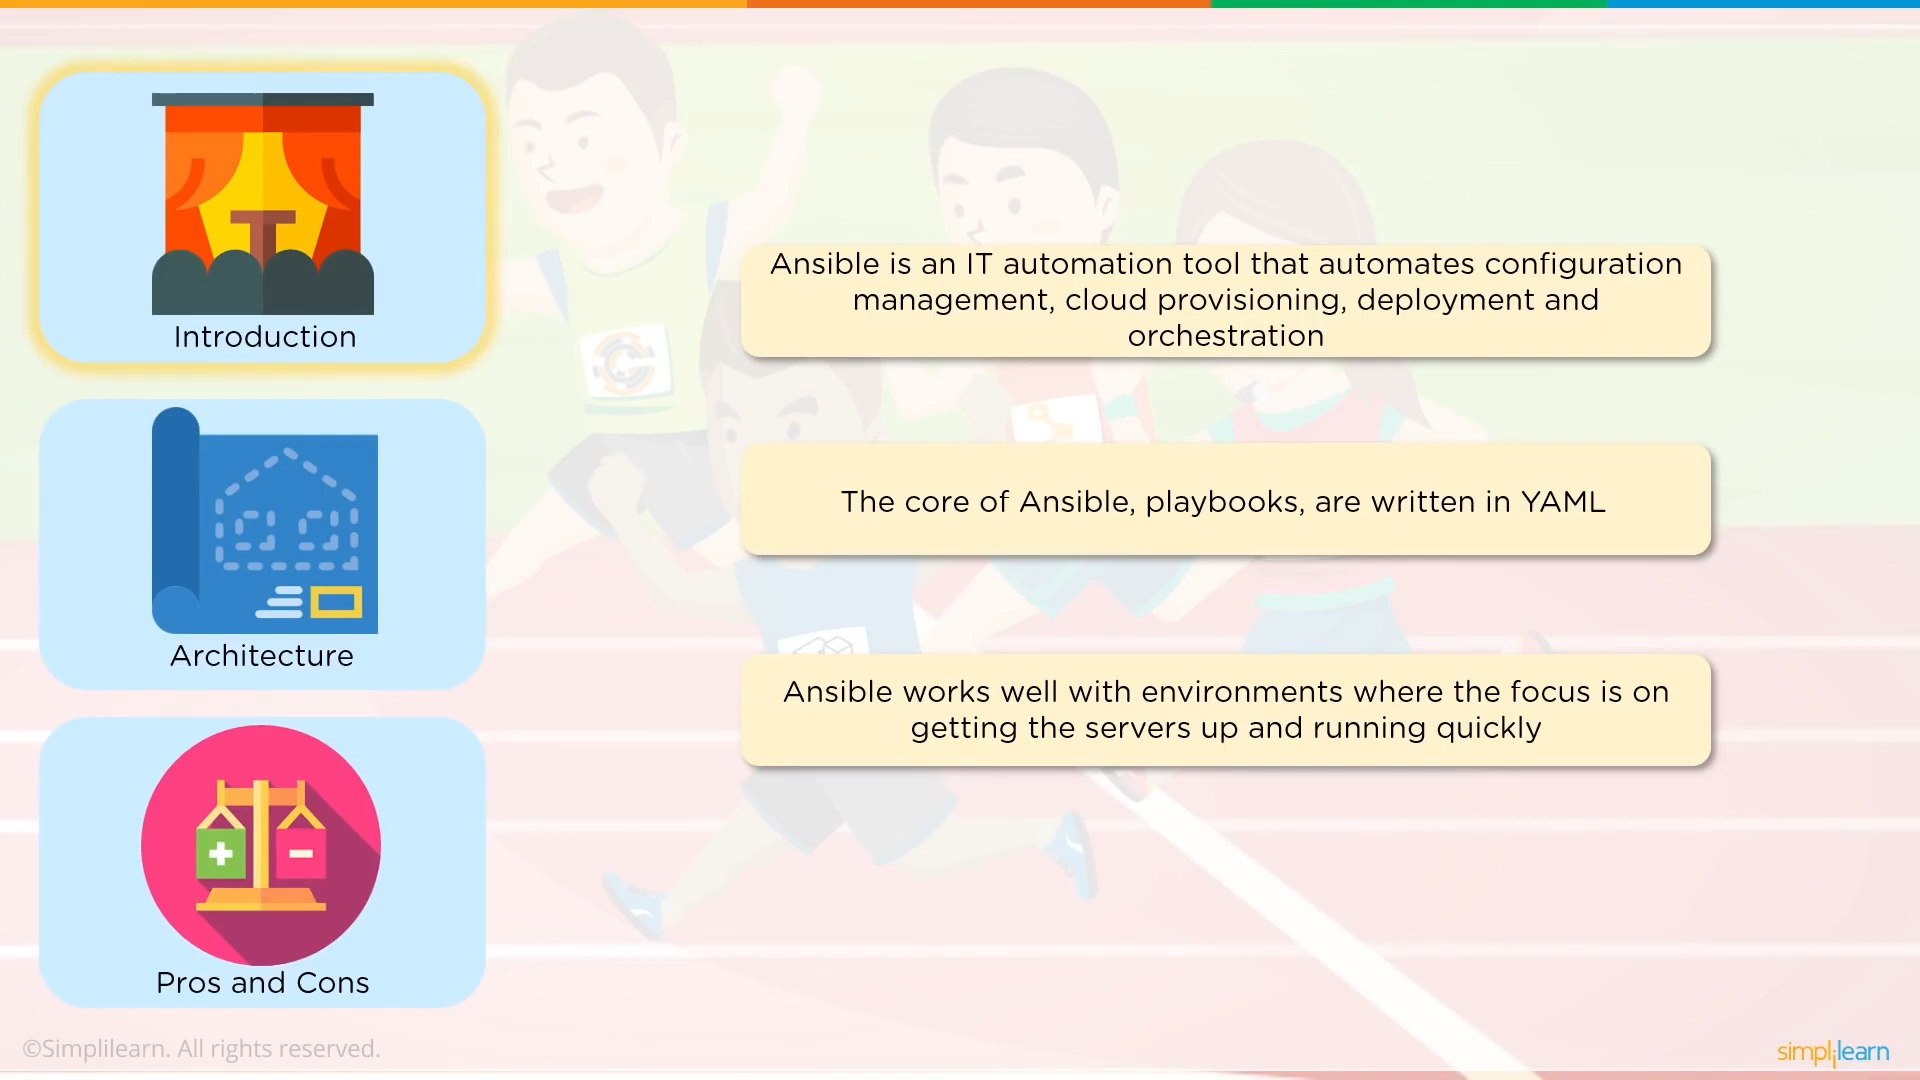 Introduction
Architecture
Pros and Cons
Ansible is an IT automation tool that automates configuration
management, cloud provisioning, deployment and
orchestration
The core of Ansible, playbooks, are written in YAML
Ansible works well with environments where the focus is on
getting the servers up and running quickly
©Simplilearn. All rights reserved.
simplilearn